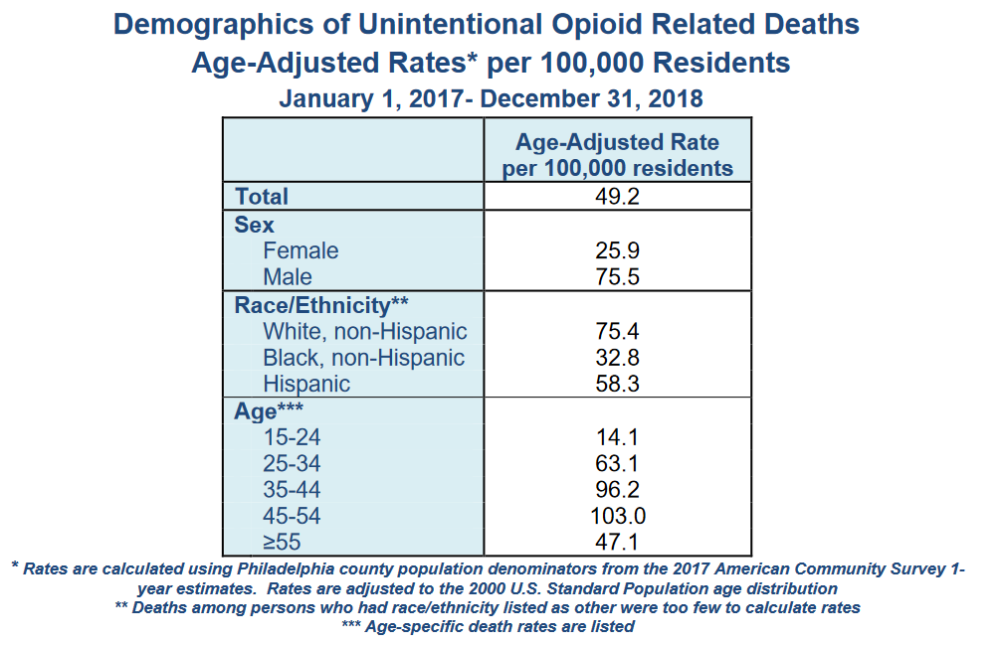 Demographics of Unintentional Opioid Related Deaths
Age-Adjusted Rates* per 100,000 Residents
January 1, 2017- December 31, 2018
Age-Adjusted Rate
per 100,000 residents
Total 49.2
Sex
Female 25.9
Male 75.5
Race/Ethnicity**
White, non-Hispanic 75.4
Black, non-Hispanic 32.8
Hispanic 58.3
Age***
15-24 14.1
25-34 63.1
35-44 96.2
45-54 103.0
≥55 47.1
* Rates are calculated using Philadelphia county population denominators from the 2017 American Community Survey 1-
year estimates. Rates are adjusted to the 2000 U.S. Standard Population age distribution
** Deaths among persons who had race/ethnicity listed as other were too few to calculate rates
*** Age-specific death rates are listed